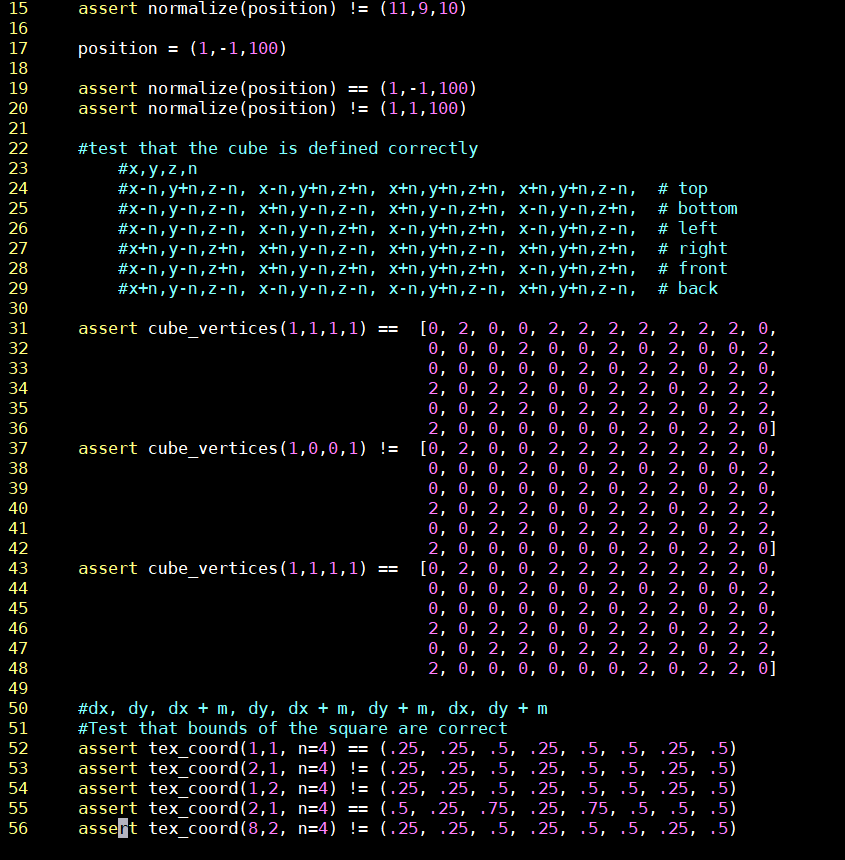 15     assert normalize(position) != (11,9,10)
16
17     position = (1,-1,100)
18
19     assert normalize(position) == (1,-1,100)
20     assert normalize(position) != (1,1,100)
21
22     #test that the cube is defined correctly
23         #x,y,z,n
24         #x-n,y+n,z-n, x-n,y+n,z+n, x+n,y+n,z+n, x+n,y+n,z-n,  # top
25         #x-n,y-n,z-n, x+n,y-n,z-n, x+n,y-n,z+n, x-n,y-n,z+n,  # bottom
26         #x-n,y-n,z-n, x-n,y-n,z+n, x-n,y+n,z+n, x-n,y+n,z-n,  # left
27         #x+n,y-n,z+n, x+n,y-n,z-n, x+n,y+n,z-n, x+n,y+n,z+n,  # right
28         #x-n,y-n,z+n, x+n,y-n,z+n, x+n,y+n,z+n, x-n,y+n,z+n,  # front
29         #x+n,y-n,z-n, x-n,y-n,z-n, x-n,y+n,z-n, x+n,y+n,z-n,  # back
30
31     assert cube_vertices(1,1,1,1) ==  [0, 2, 0, 0, 2, 2, 2, 2, 2, 2, 2, 0,
32                                        0, 0, 0, 2, 0, 0, 2, 0, 2, 0, 0, 2,
33                                        0, 0, 0, 0, 0, 2, 0, 2, 2, 0, 2, 0,
34                                        2, 0, 2, 2, 0, 0, 2, 2, 0, 2, 2, 2,
35                                        0, 0, 2, 2, 0, 2, 2, 2, 2, 0, 2, 2,
36                                        2, 0, 0, 0, 0, 0, 0, 2, 0, 2, 2, 0]
37     assert cube_vertices(1,0,0,1) !=  [0, 2, 0, 0, 2, 2, 2, 2, 2, 2, 2, 0,
38                                        0, 0, 0, 2, 0, 0, 2, 0, 2, 0, 0, 2,
39                                        0, 0, 0, 0, 0, 2, 0, 2, 2, 0, 2, 0,
40                                        2, 0, 2, 2, 0, 0, 2, 2, 0, 2, 2, 2,
41                                        0, 0, 2, 2, 0, 2, 2, 2, 2, 0, 2, 2,
42                                        2, 0, 0, 0, 0, 0, 0, 2, 0, 2, 2, 0]
43     assert cube_vertices(1,1,1,1) ==  [0, 2, 0, 0, 2, 2, 2, 2, 2, 2, 2, 0,
44                                        0, 0, 0, 2, 0, 0, 2, 0, 2, 0, 0, 2,
45                                        0, 0, 0, 0, 0, 2, 0, 2, 2, 0, 2, 0,
46                                        2, 0, 2, 2, 0, 0, 2, 2, 0, 2, 2, 2,
47                                        0, 0, 2, 2, 0, 2, 2, 2, 2, 0, 2, 2,
48                                        2, 0, 0, 0, 0, 0, 0, 2, 0, 2, 2, 0]
49
50     #dx, dy, dx + m, dy, dx + m, dy + m, dx, dy + m
51     #Test that bounds of the square are correct
52     assert tex_coord(1,1, n=4) == (.25, .25, .5, .25, .5, .5, .25, .5)
53     assert tex_coord(2,1, n=4) != (.25, .25, .5, .25, .5, .5, .25, .5)
54     assert tex_coord(1,2, n=4) != (.25, .25, .5, .25, .5, .5, .25, .5)
55     assert tex_coord(2,1, n=4) == (.5, .25, .75, .25, .75, .5, .5, .5)
56     assert tex_coord(8,2, n=4) != (.25, .25, .5, .25, .5, .5, .25, .5)